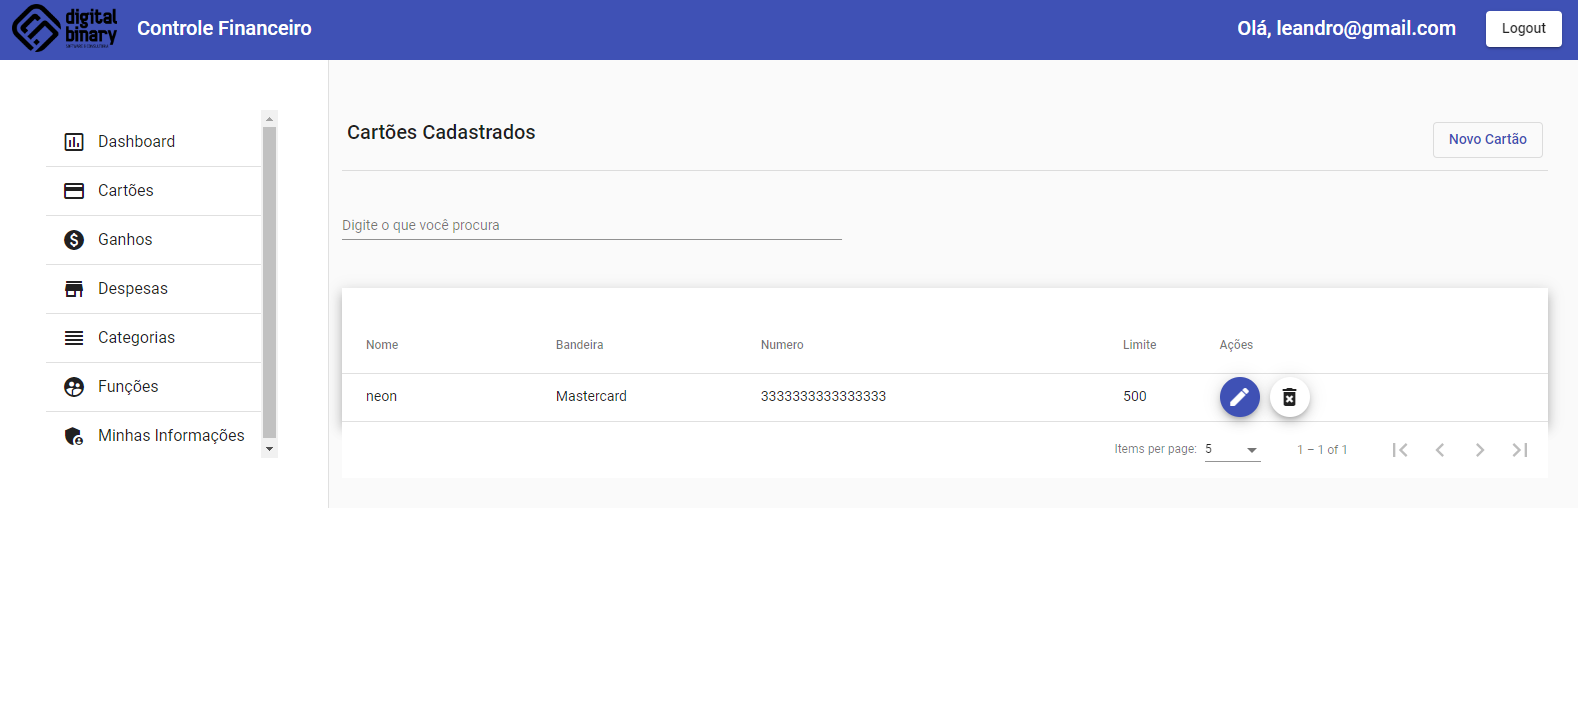 digital
binary
Controle Financeiro
Olá, leandro@gmail.com
Logout
Dashboard
Cartões
Ganhos
Despesas
Categorias
Funções
Minhas Informações
Cartões Cadastrados
Novo Cartão
Digite o que você procura
Nome Bandeira Numero Limite Ações
neon Mastercard 3333333333333333 500
Items per page: 5 1 – 1 of 1